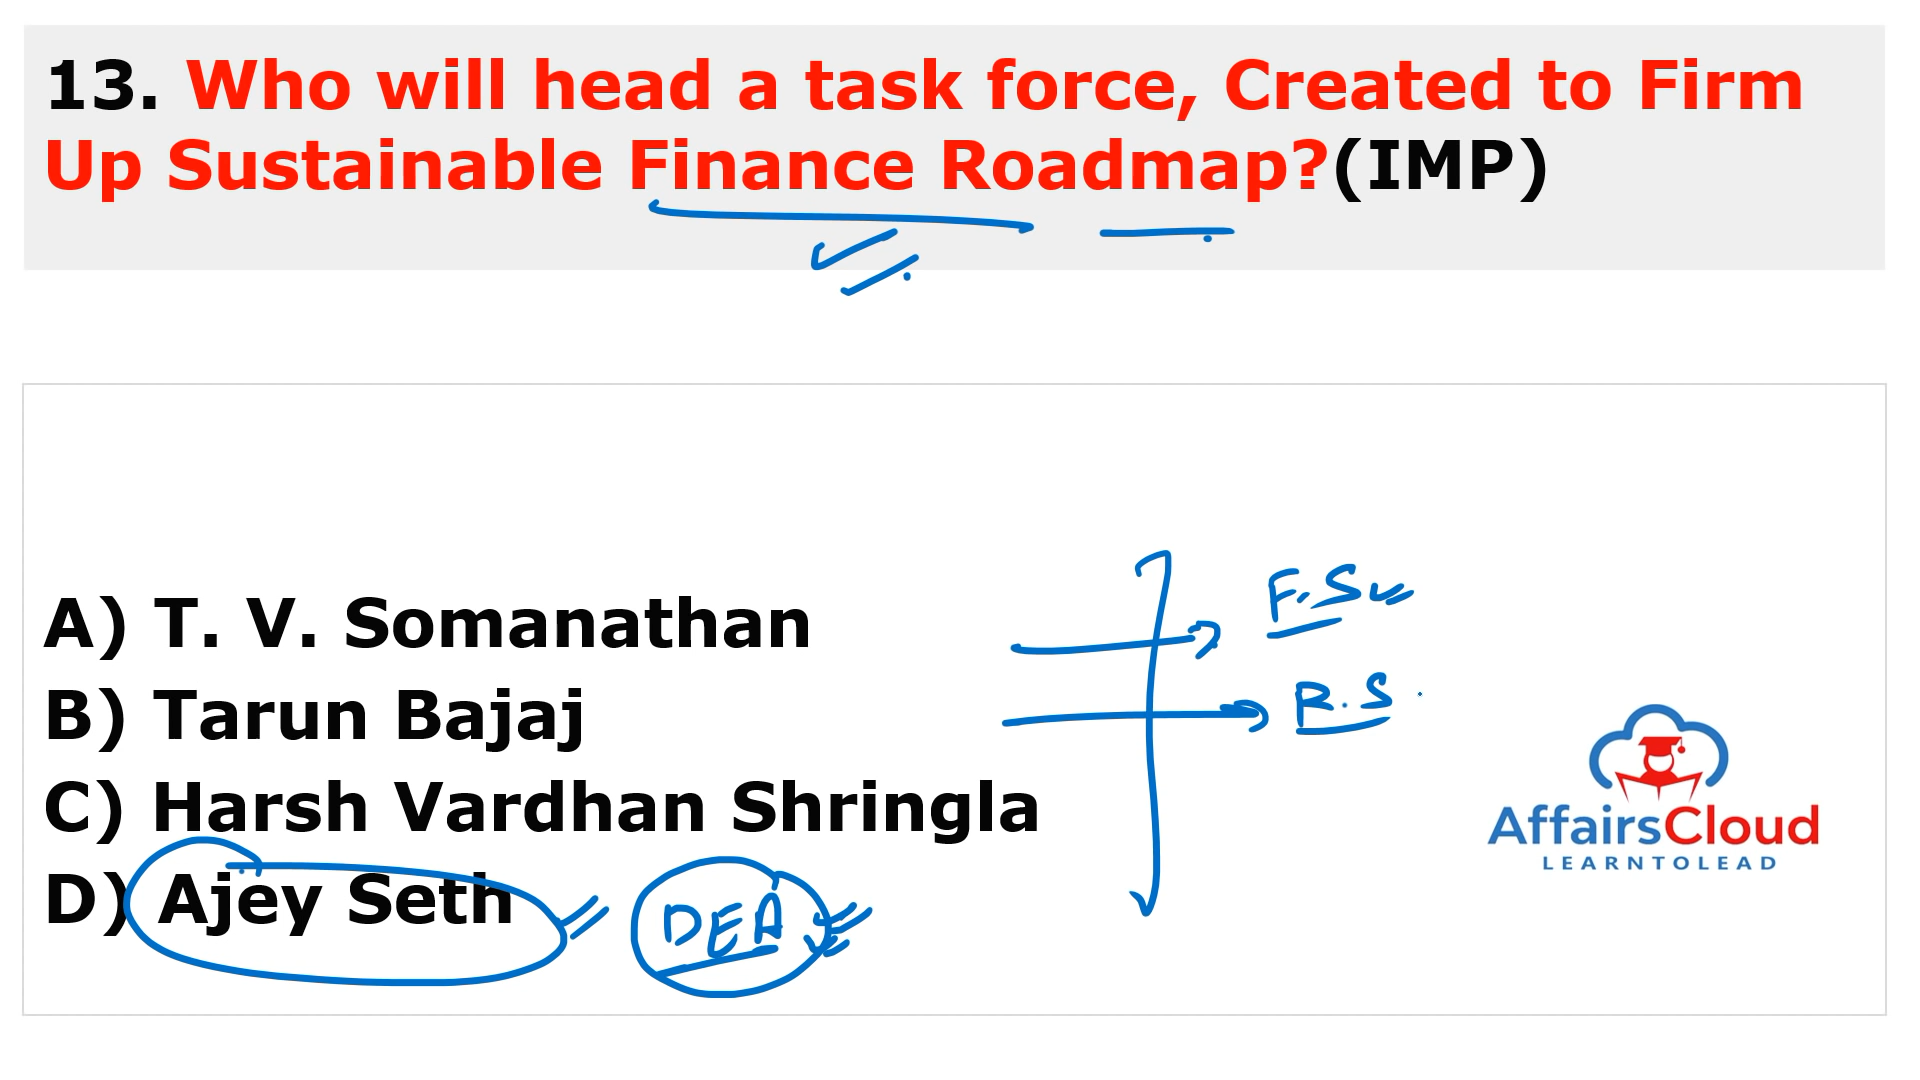 13. Who will head a task force, Created to Firm
Up Sustainable Finance Roadmap?(IMP)
A) T. V. Somanathan
F.S
B) Tarun Bajaj
R.S
C) Harsh Vardhan Shringla
D) Ajey Seth
DEA
AffairsCloud
LEARNTOLEAD